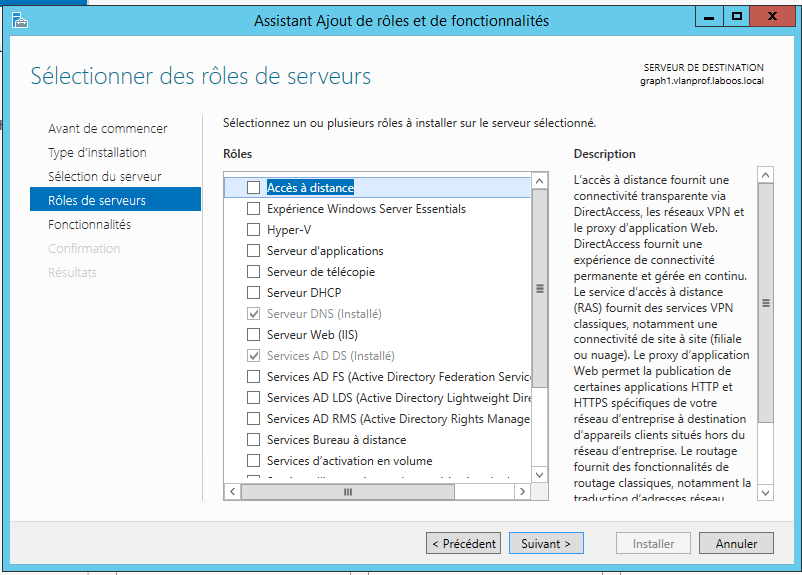 Assistant Ajout de rôles et de fonctionnalités
Sélectionner des rôles de serveurs
SERVEUR DE DESTINATION
graph1.vlanprof.laboos.local
Avant de commencer
Type d'installation
Sélection du serveur
Rôles de serveurs
Fonctionnalités
Confirmation
Résultats
Sélectionnez un ou plusieurs rôles à installer sur le serveur sélectionné.
Rôles
Accès à distance
Expérience Windows Server Essentials
Hyper-V
Serveur d'applications
Serveur de télécopie
Serveur DHCP
Serveur DNS (Installé)
Serveur Web (IIS)
Services AD DS (Installé)
Services AD FS (Active Directory Federation Servic
Services AD LDS (Active Directory Lightweight Dire
Services AD RMS (Active Directory Rights Manage
Services Bureau à distance
Services d'activation en volume
Description
L'accès à distance fournit une
connectivité transparente via
DirectAccess, les réseaux VPN et
le proxy d'application Web.
DirectAccess fournit une
expérience de connectivité
permanente et gérée en continu.
Le service d'accès à distance
(RAS) fournit des services VPN
classiques, notamment une
connectivité de site à site (filiale
ou nuage). Le proxy d'application
Web permet la publication de
certaines applications HTTP et
HTTPS spécifiques de votre
réseau d'entreprise à destination
d'appareils clients situés hors du
réseau d'entreprise. Le routage
fournit des fonctionnalités de
routage classiques, notamment la
traduction d'adresses réseau
< Précédent
Suivant >
Installer
Annuler